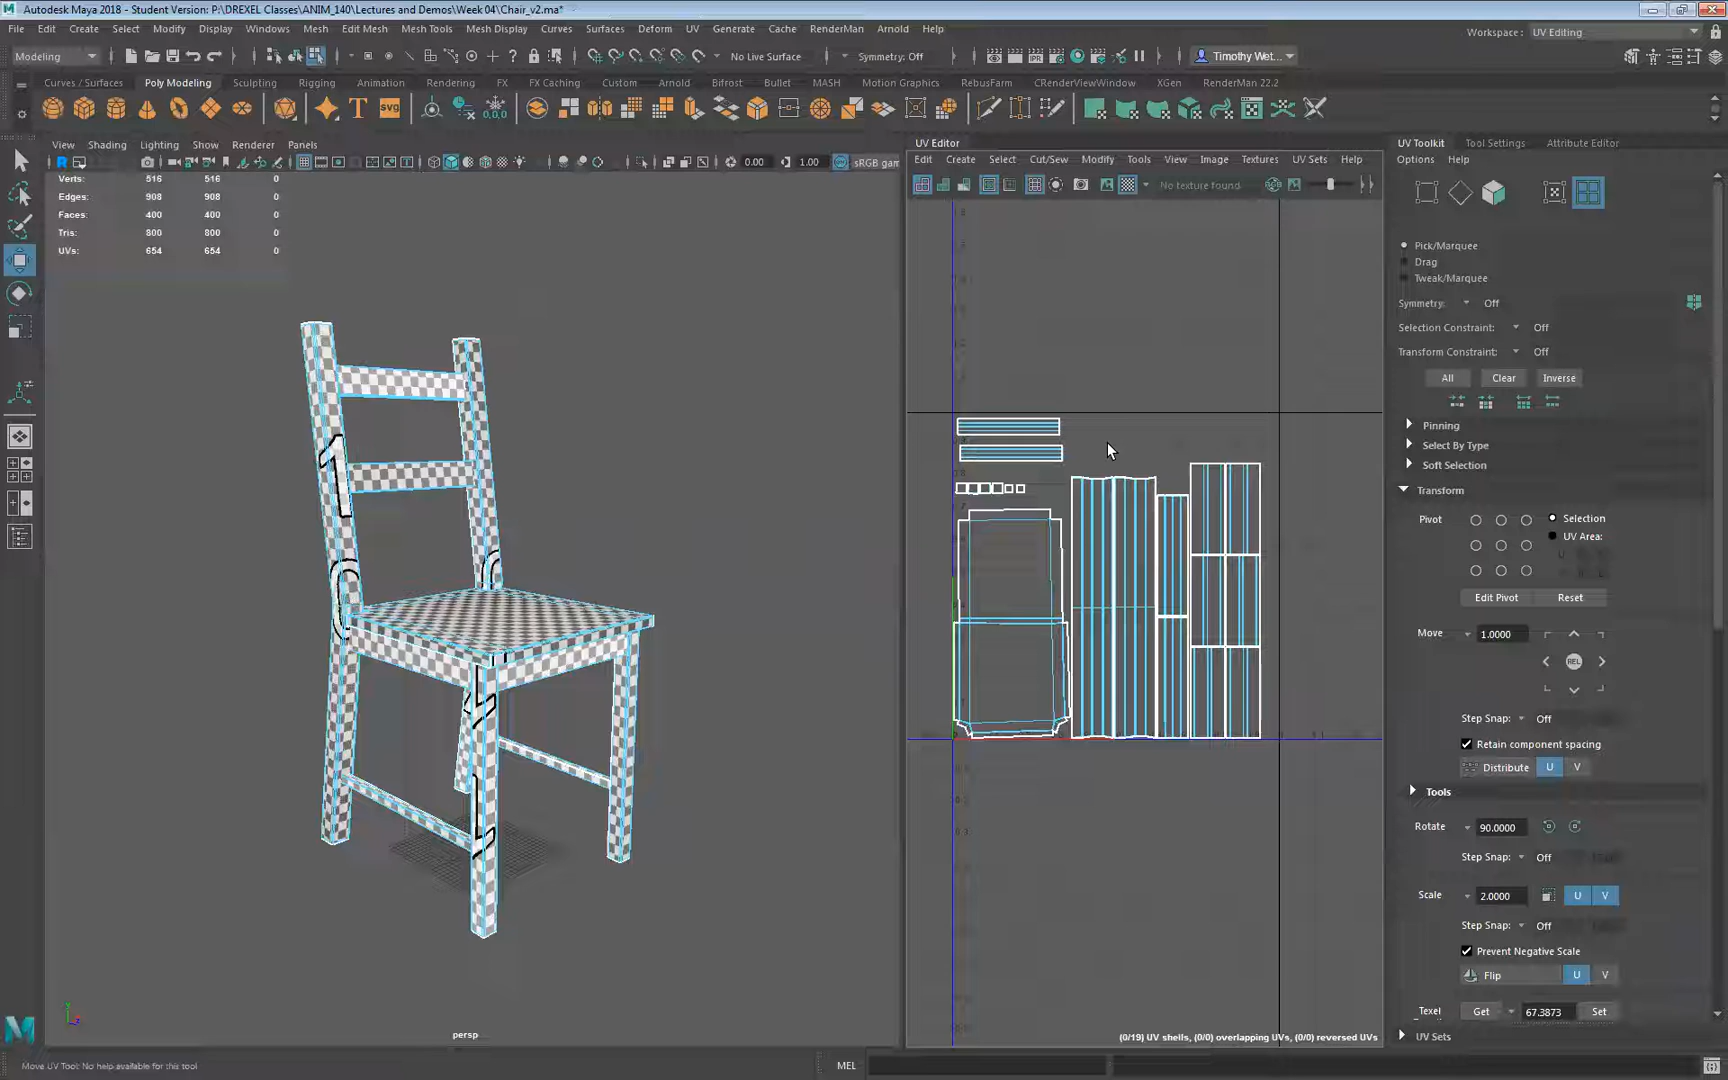 Autodesk Maya 2018 - Student Version: P:\DREXEL Classes\ANIM_140\Lectures and Demos\Week 04\Chair_v2.ma*
File Edit Create Select Modify Display Windows Mesh Edit Mesh Mesh Tools Mesh Display Curves Surfaces Deform UV Generate Cache RenderMan Arnold Help
Workspace : UV Editing
Modeling
No Live Surface
Symmetry: Off
Timothy Wet...
Curves / Surfaces Poly Modeling Sculpting Rigging Animation Rendering FX FX Caching Custom Arnold Bifrost Bullet MASH Motion Graphics RebusFarm CRenderViewWindow XGen RenderMan 22.2
svg
0,0,0
View Shading Lighting Show Renderer Panels
0.00 1.00 sRGB gam
Verts: 516 516 0
Edges: 908 908 0
Faces: 400 400 0
Tris: 800 800 0
UVs: 654 654 0
persp
UV Editor
Edit Create Select Cut/Sew Modify Tools View Image Textures UV Sets Help
No texture found
(0/19) UV shells, (0/0) overlapping UVs, (0/0) reversed UVs
UV Toolkit Tool Settings Attribute Editor
Options Help
Pick/Marquee
Drag
Tweak/Marquee
Symmetry: Off
Selection Constraint: Off
Transform Constraint: Off
All Clear Inverse
Pinning
Select By Type
Soft Selection
Transform
Pivot Selection
UV Area:
Edit Pivot Reset
Move 1.0000
REL
Step Snap: Off
Retain component spacing
Distribute U V
Tools
Rotate 90.0000
Step Snap: Off
Scale 2.0000 U V
Step Snap: Off
Prevent Negative Scale
Flip U V
Texel Get 67.3873 Set
UV Sets
Move UV Tool: No help available for this tool
MEL